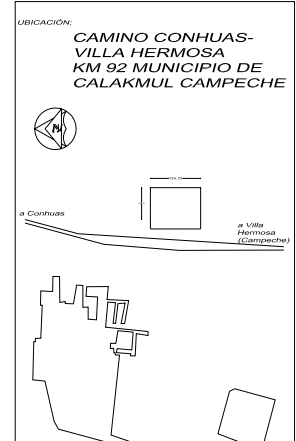 UBICACIÓN:
CAMINO CONHUAS-
VILLA HERMOSA
KM 92 MUNICIPIO DE
CALAKMUL CAMPECHE
N
a Conhuas
a Villa
Hermosa
(Campeche)